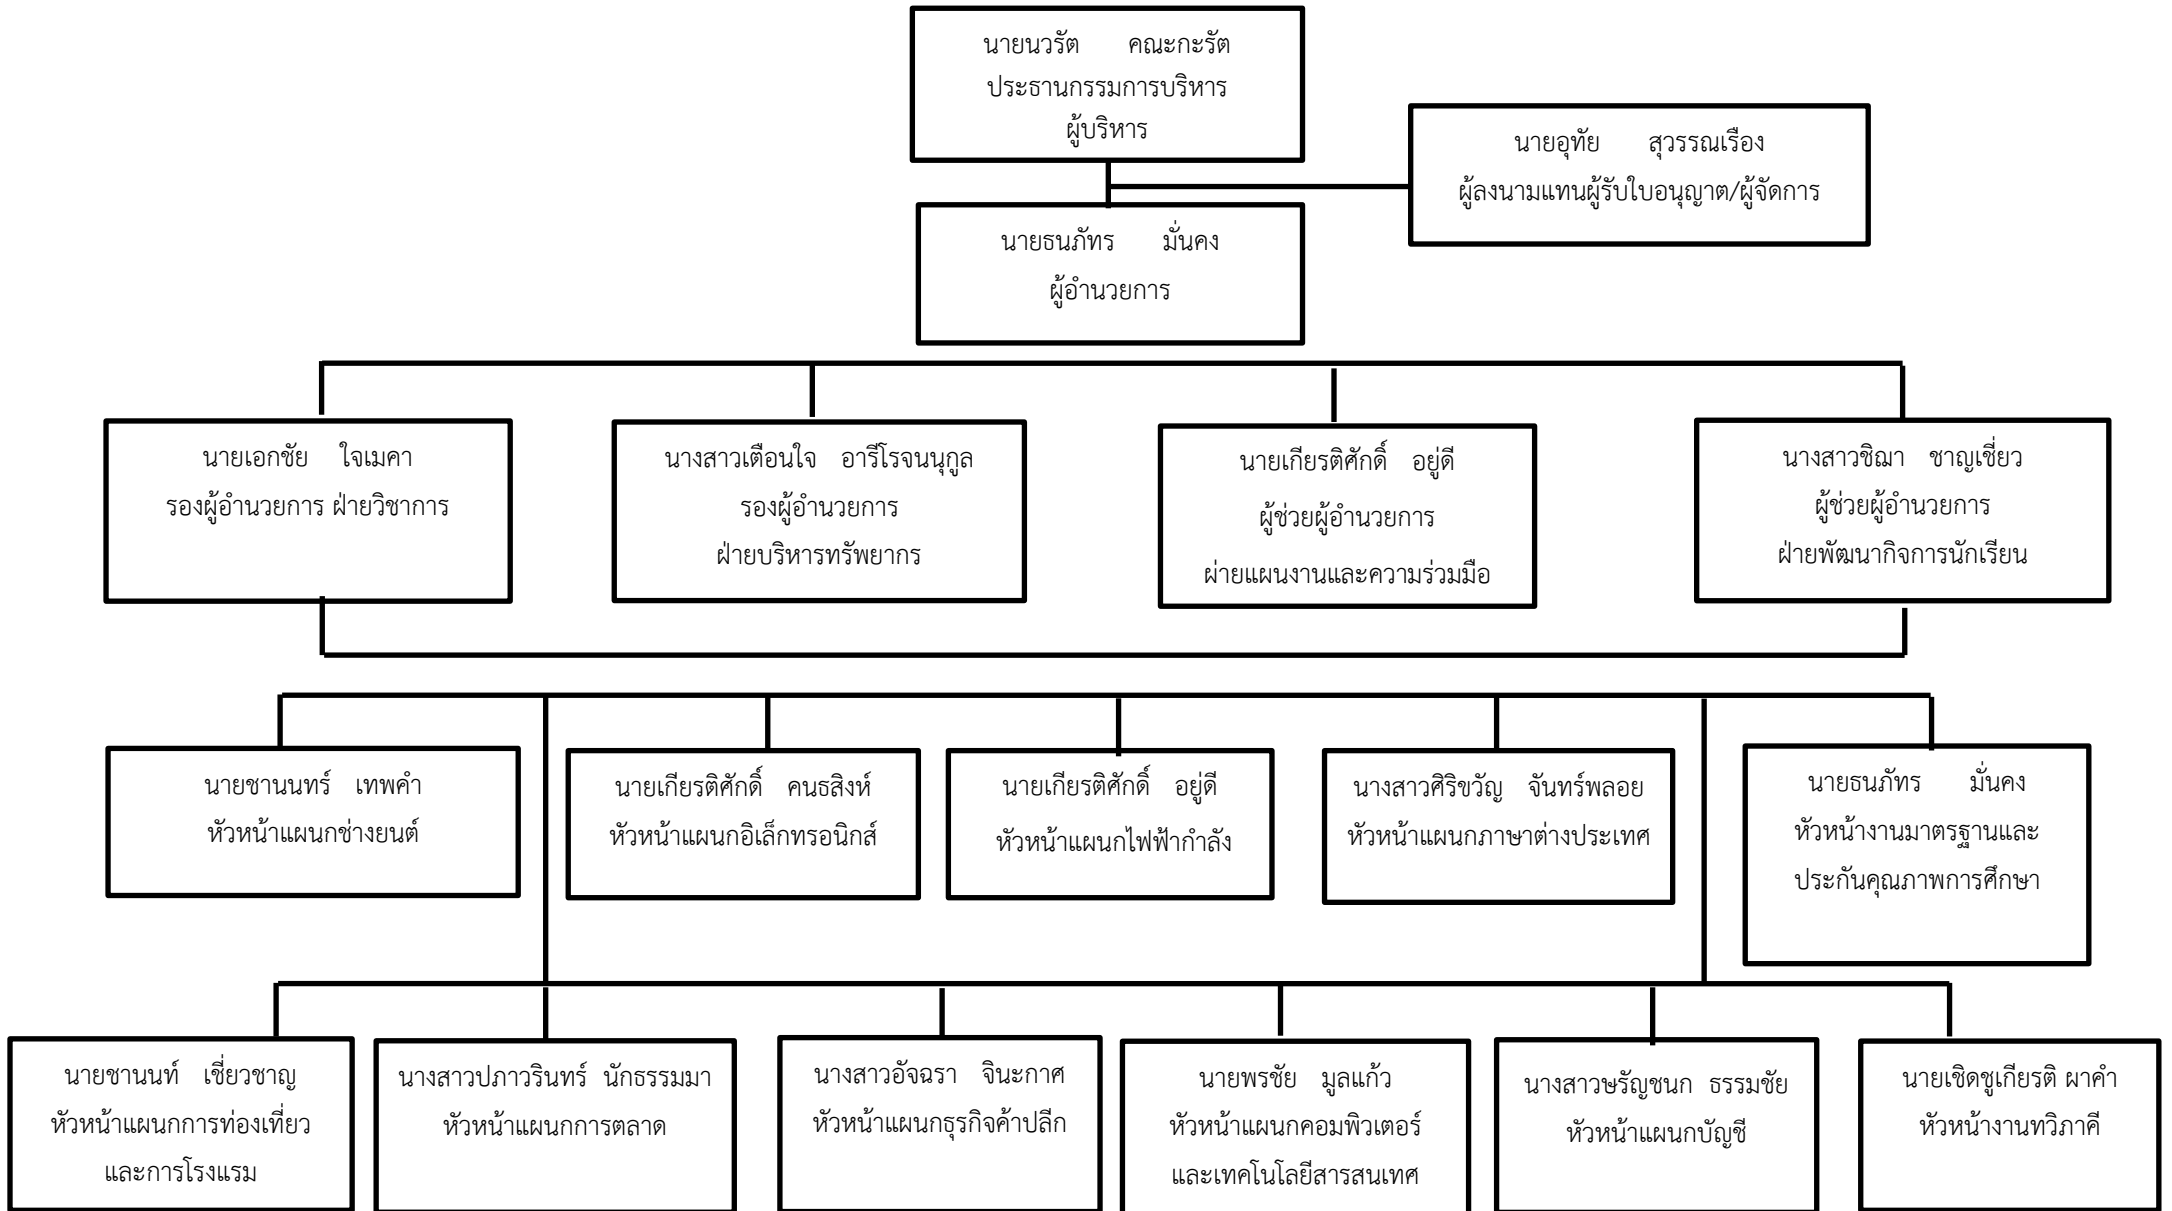 นายนวรัต คณะกะรัต
ประธานกรรมการบริหาร
ผู้บริหาร
นายอุทัย สุวรรณเรือง
ผู้ลงนามแทนผู้รับใบอนุญาต/ผู้จัดการ
นายธนภัทร มั่นคง
ผู้อำนวยการ
นายเอกชัย ใจเมคา
รองผู้อำนวยการ ฝ่ายวิชาการ
นางสาวเตือนใจ อารีโรจนนุกูล
รองผู้อำนวยการ
ฝ่ายบริหารทรัพยากร
นายเกียรติศักดิ์ อยู่ดี
ผู้ช่วยผู้อำนวยการ
ผ่ายแผนงานและความร่วมมือ
นางสาวชิฌา ชาญเชี่ยว
ผู้ช่วยผู้อำนวยการ
ฝ่ายพัฒนากิจการนักเรียน
นายชานนทร์ เทพคำ
หัวหน้าแผนกช่างยนต์
นายเกียรติศักดิ์ คนธสิงห์
หัวหน้าแผนกอิเล็กทรอนิกส์
นายเกียรติศักดิ์ อยู่ดี
หัวหน้าแผนกไฟฟ้ากำลัง
นางสาวศิริขวัญ จันทร์พลอย
หัวหน้าแผนกภาษาต่างประเทศ
นายธนภัทร มั่นคง
หัวหน้างานมาตรฐานและ
ประกันคุณภาพการศึกษา
นายชานนท์ เชี่ยวชาญ
หัวหน้าแผนกการท่องเที่ยว
และการโรงแรม
นางสาวปภาวรินทร์ นักธรรมมา
หัวหน้าแผนกการตลาด
นางสาวอัจฉรา จินะกาศ
หัวหน้าแผนกธุรกิจค้าปลีก
นายพรชัย มูลแก้ว
หัวหน้าแผนกคอมพิวเตอร์
และเทคโนโลยีสารสนเทศ
นางสาวษรัญชนก ธรรมชัย
หัวหน้าแผนกบัญชี
นายเชิดชูเกียรติ ผาคำ
หัวหน้างานทวิภาคี